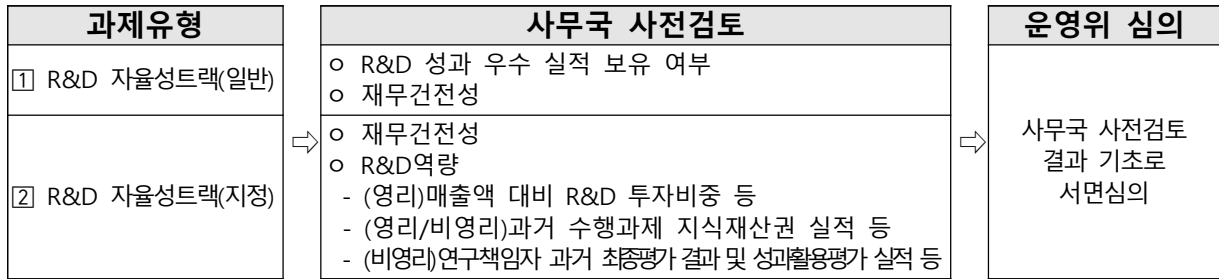 과제유형
사무국 사전검토
운영위 심의
1 R&D 자율성트랙(일반)
ㅇ R&D 성과 우수 실적 보유 여부
ㅇ 재무건전성
⇨
2 R&D 자율성트랙(지정)
ㅇ 재무건전성
ㅇ R&D역량
- (영리)매출액 대비 R&D 투자비중 등
- (영리/비영리)과거 수행과제 지식재산권 실적 등
- (비영리)연구책임자 과거 최종평가 결과 및 성과활용평가 실적 등
⇨
사무국 사전검토
결과 기초로
서면심의